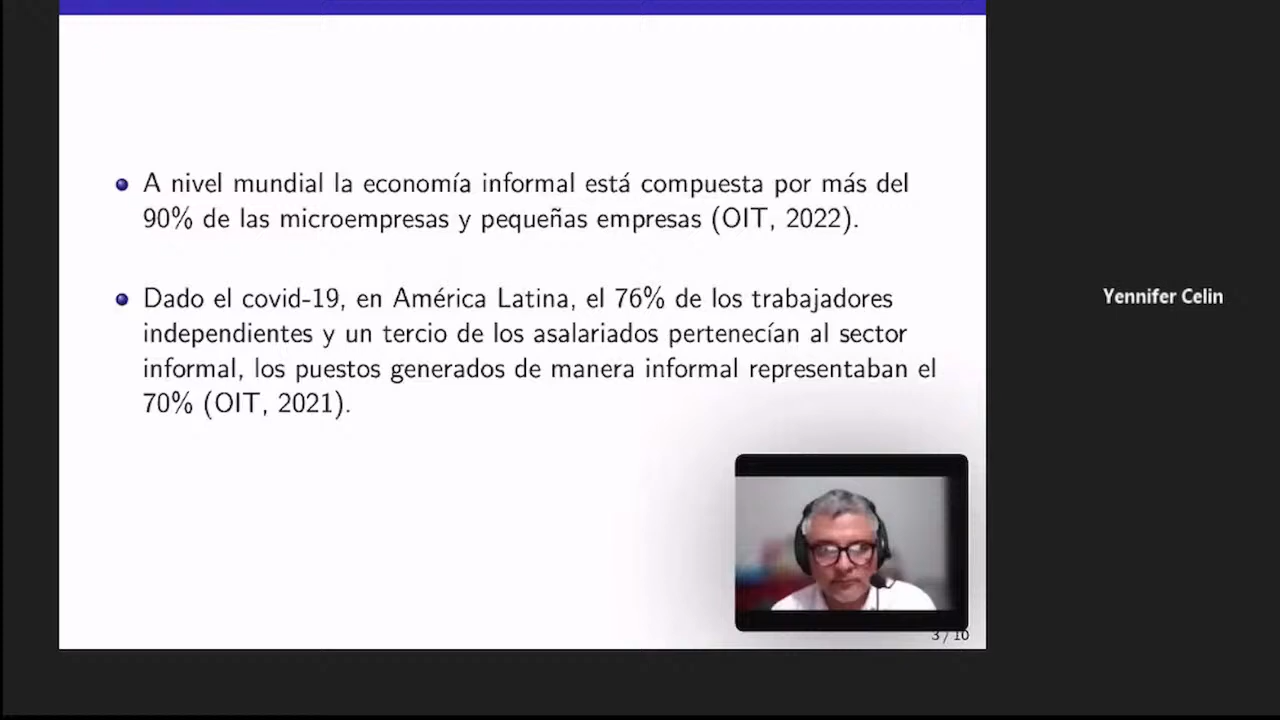 A nivel mundial la economía informal está compuesta por más del
90% de las microempresas y pequeñas empresas (OIT, 2022).
Dado el covid-19, en América Latina, el 76% de los trabajadores
independientes y un tercio de los asalariados pertenecían al sector
informal, los puestos generados de manera informal representaban el
70% (OIT, 2021).
Yennifer Celin
3 / 10